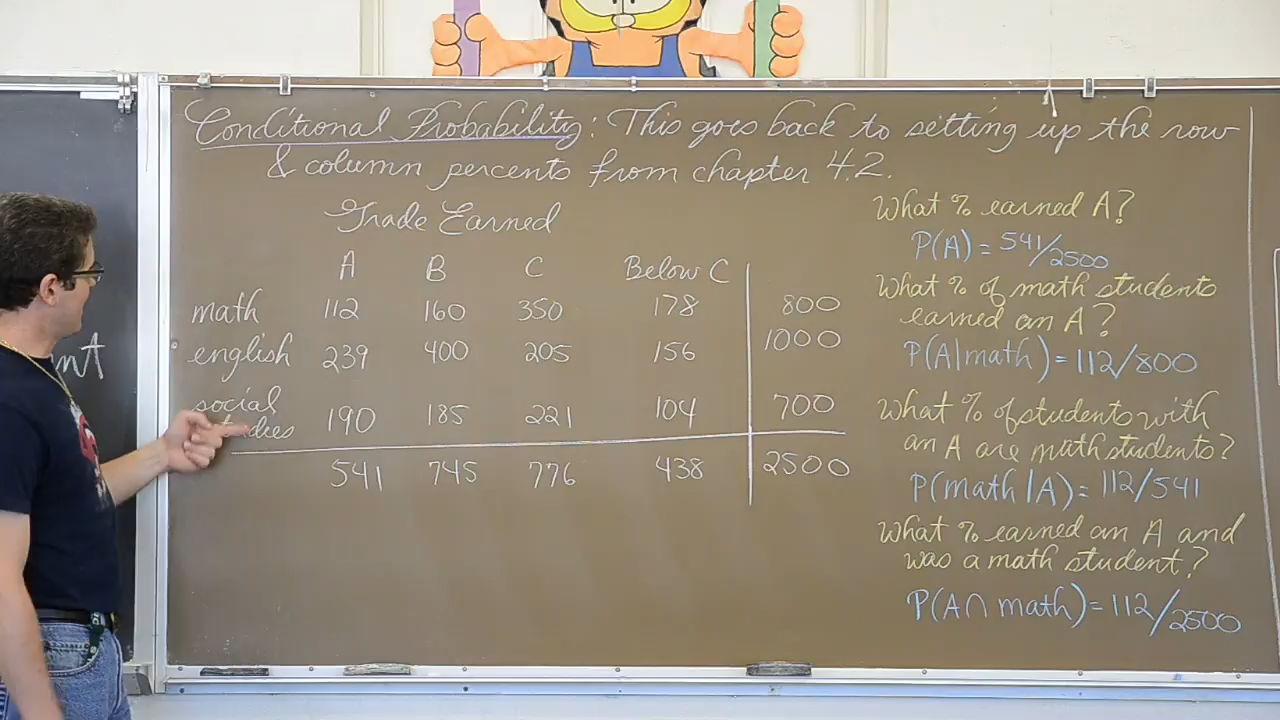 Conditional Probability: This goes back to setting up the row
& column percents from chapter 4.2.
Grade Earned
A B C Below C
math 112 160 350 178 800
english 239 400 205 156 1000
social
studies 190 185 221 104 700
541 745 776 438 2500
What % earned A?
P(A) = 541/2500
What % of math students
earned an A?
P(A|math) = 112/800
What % of students with
an A are math students?
P(math|A) = 112/541
What % earned an A and
was a math student?
P(A∩math) = 112/2500